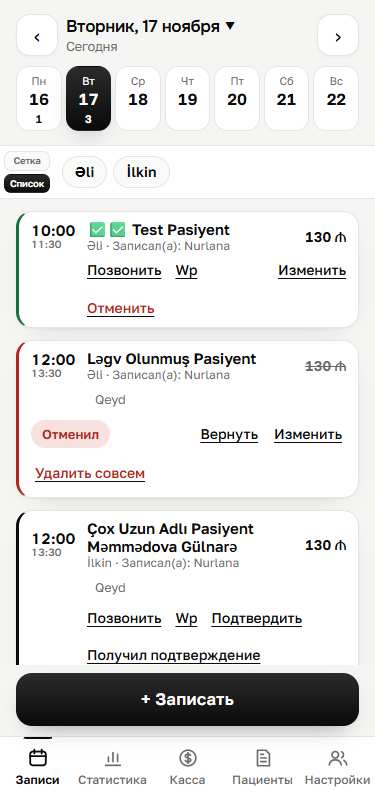 ‹
Вторник, 17 ноября ▼
Сегодня
›
Пн Вт Ср Чт Пт Сб Вс
16 17 18 19 20 21 22
1 3
Сетка
Список
Əli İlkin
10:00 ✅ ✅ Test Pasiyent 130 ₼
11:30 Əli · Записал(а): Nurlana
Позвонить Wp Изменить
Отменить
12:00 Ləğv Olunmuş Pasiyent 130 ₼
13:30 Əli · Записал(а): Nurlana
Qeyd
Отменил Вернуть Изменить
Удалить совсем
12:00 Çox Uzun Adlı Pasiyent
Məmmədova Gülnarə 130 ₼
13:30 İlkin · Записал(а): Nurlana
Qeyd
Позвонить Wp Подтвердить
Получил подтверждение
+ Записать
Записи Статистика Касса Пациенты Настройки